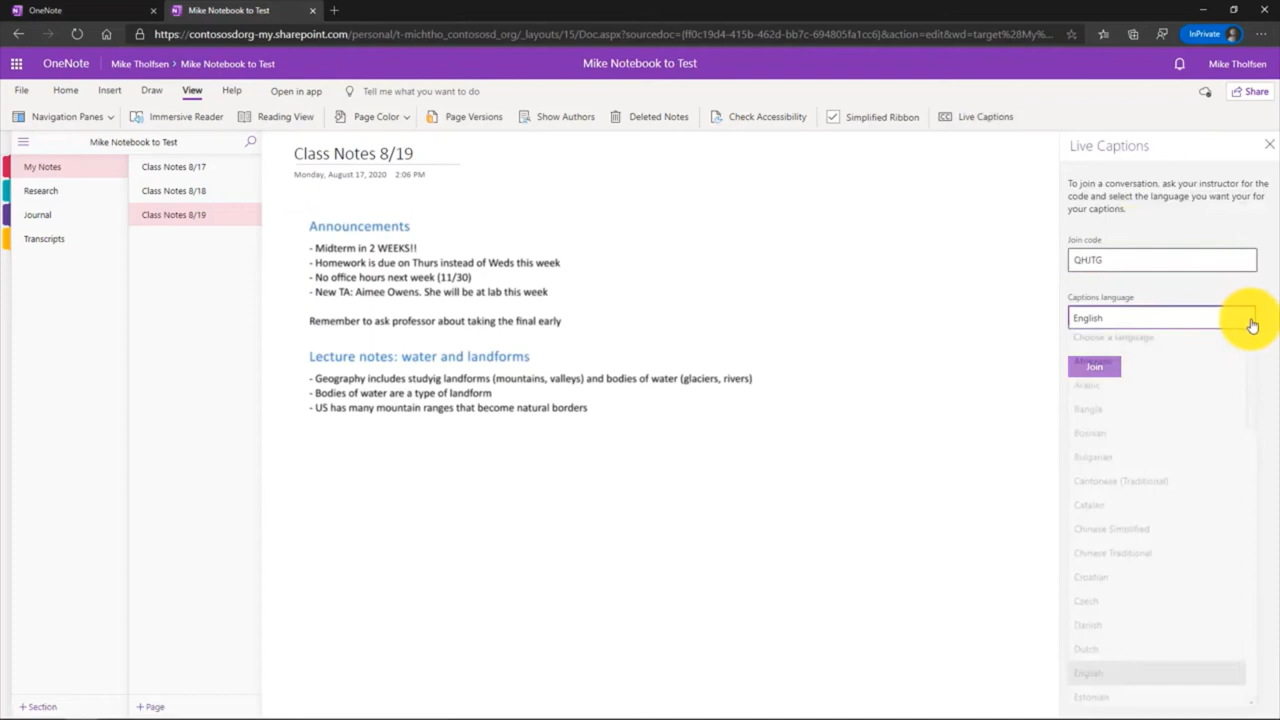 OneNote
Mike Notebook to Test
https://contososdorg-my.sharepoint.com/personal/t-michtho_contososd_org/_layouts/15/Doc.aspx?sourcedoc={ff0c19d4-415b-462d-bb7c-694805fa1cc6}&action=edit&wd=target%28My%...
InPrivate
OneNote
Mike Tholfsen > Mike Notebook to Test
Mike Notebook to Test
Mike Tholfsen
File Home Insert Draw View Help Open in app Tell me what you want to do
Share
Navigation Panes Immersive Reader Reading View Page Color Page Versions Show Authors Deleted Notes Check Accessibility Simplified Ribbon Live Captions
Mike Notebook to Test
My Notes
Research
Journal
Transcripts
Class Notes 8/17
Class Notes 8/18
Class Notes 8/19
Class Notes 8/19
Monday, August 17, 2020 2:06 PM
Announcements
- Midterm in 2 WEEKS!!
- Homework is due on Thurs instead of Weds this week
- No office hours next week (11/30)
- New TA: Aimee Owens. She will be at lab this week
Remember to ask professor about taking the final early
Lecture notes: water and landforms
- Geography includes studyig landforms (mountains, valleys) and bodies of water (glaciers, rivers)
- Bodies of water are a type of landform
- US has many mountain ranges that become natural borders
Live Captions
To join a conversation, ask your instructor for the
code and select the language you want your for
your captions.
Join code
QHJTG
Captions language
English
Choose a language
Join
Arabic
Bangla
Bosnian
Bulgarian
Cantonese (Traditional)
Catalan
Chinese Simplified
Chinese Traditional
Croatian
Czech
Danish
Dutch
English
Estonian
+ Section
+ Page